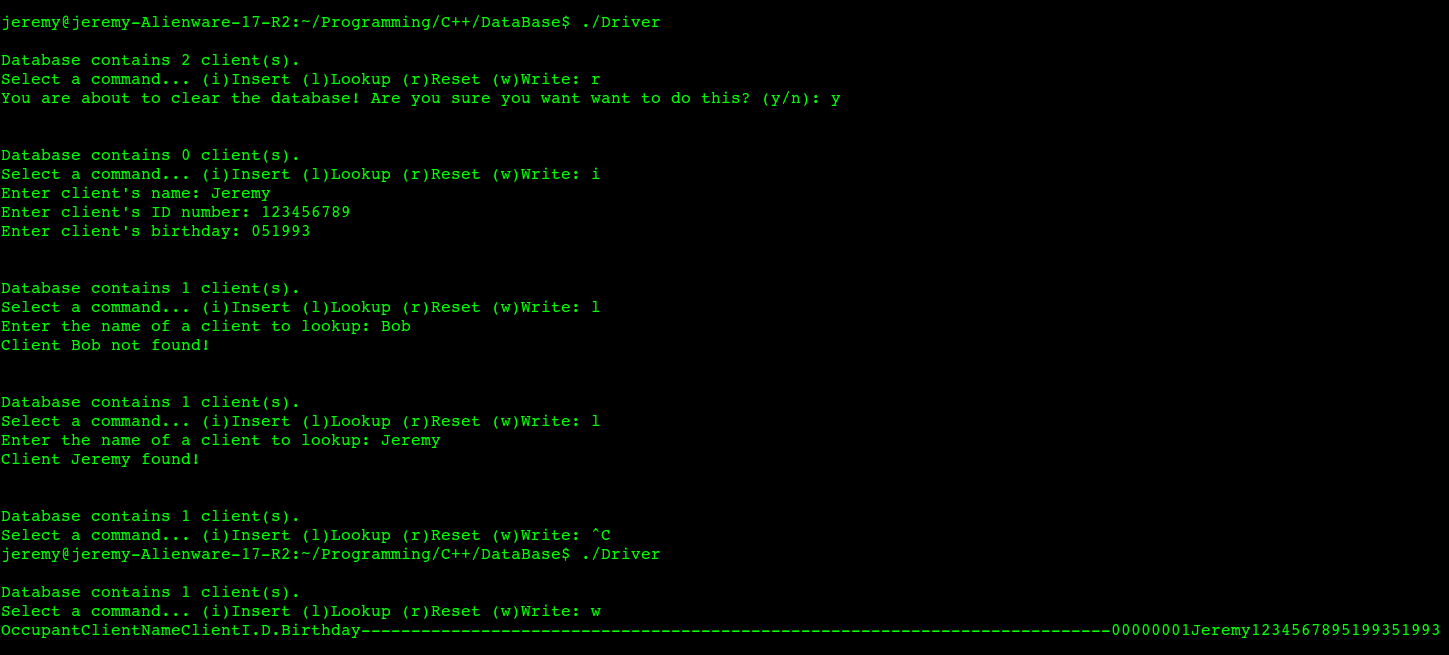 jeremy@jeremy-Alienware-17-R2:~/Programming/C++/DataBase$ ./Driver
Database contains 2 client(s).
Select a command... (i)Insert (l)Lookup (r)Reset (w)Write: r
You are about to clear the database! Are you sure you want want to do this? (y/n): y
Database contains 0 client(s).
Select a command... (i)Insert (l)Lookup (r)Reset (w)Write: i
Enter client's name: Jeremy
Enter client's ID number: 123456789
Enter client's birthday: 051993
Database contains 1 client(s).
Select a command... (i)Insert (l)Lookup (r)Reset (w)Write: l
Enter the name of a client to lookup: Bob
Client Bob not found!
Database contains 1 client(s).
Select a command... (i)Insert (l)Lookup (r)Reset (w)Write: l
Enter the name of a client to lookup: Jeremy
Client Jeremy found!
Database contains 1 client(s).
Select a command... (i)Insert (l)Lookup (r)Reset (w)Write: ^C
jeremy@jeremy-Alienware-17-R2:~/Programming/C++/DataBase$ ./Driver
Database contains 1 client(s).
Select a command... (i)Insert (l)Lookup (r)Reset (w)Write: w
OccupantClientNameClientI.D.Birthday---------------------------------------------------------------------------00000001Jeremy1234567895199351993